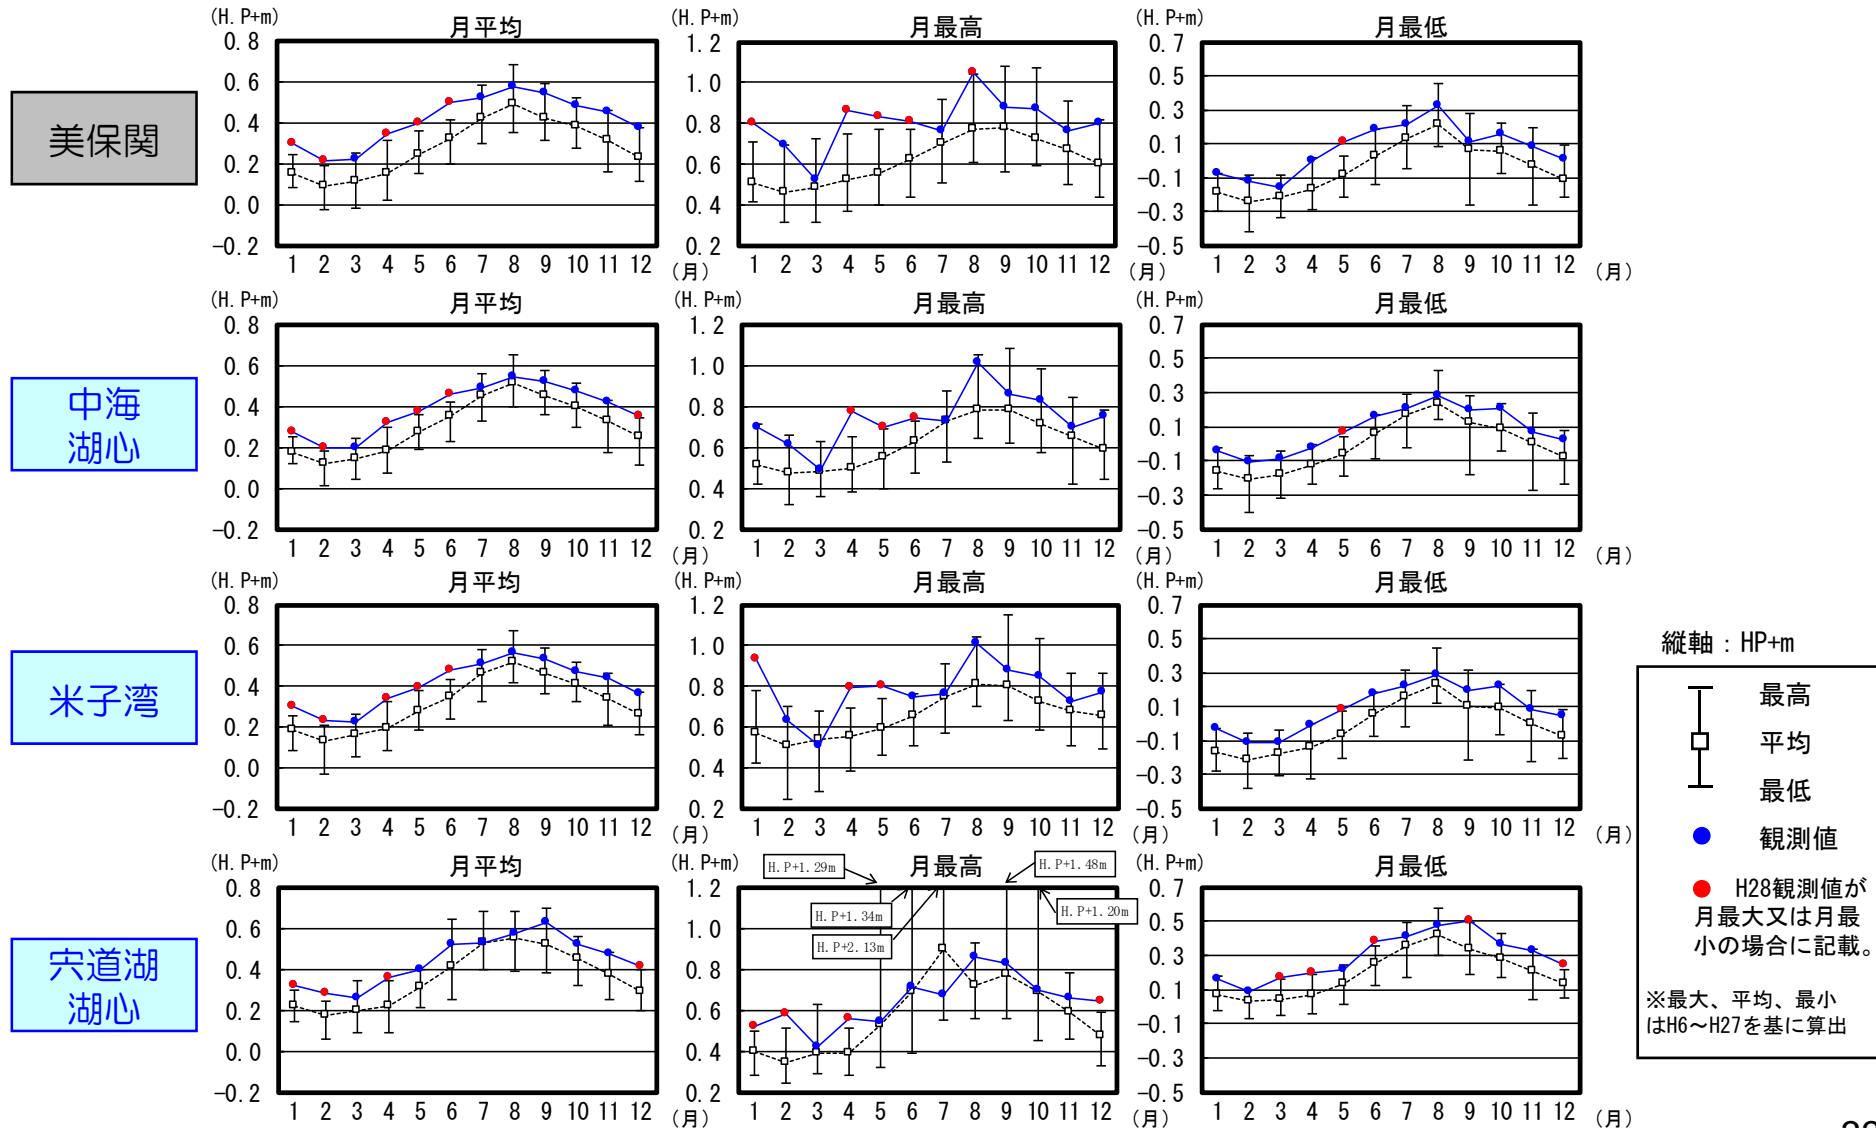 (H.P+m) 月平均 (H.P+m) 月最高 (H.P+m) 月最低
美保関
0.8 0.6 0.4 0.2 0.0 -0.2
1 2 3 4 5 6 7 8 9 10 11 12 (月)
1.2 1.0 0.8 0.6 0.4 0.2
1 2 3 4 5 6 7 8 9 10 11 12 (月)
0.7 0.5 0.3 0.1 -0.1 -0.3 -0.5
1 2 3 4 5 6 7 8 9 10 11 12 (月)
(H.P+m) 月平均 (H.P+m) 月最高 (H.P+m) 月最低
中海
湖心
0.8 0.6 0.4 0.2 0.0 -0.2
1 2 3 4 5 6 7 8 9 10 11 12 (月)
1.2 1.0 0.8 0.6 0.4 0.2
1 2 3 4 5 6 7 8 9 10 11 12 (月)
0.7 0.5 0.3 0.1 -0.1 -0.3 -0.5
1 2 3 4 5 6 7 8 9 10 11 12 (月)
(H.P+m) 月平均 (H.P+m) 月最高 (H.P+m) 月最低
米子湾
0.8 0.6 0.4 0.2 0.0 -0.2
1 2 3 4 5 6 7 8 9 10 11 12 (月)
1.2 1.0 0.8 0.6 0.4 0.2
1 2 3 4 5 6 7 8 9 10 11 12 (月)
0.7 0.5 0.3 0.1 -0.1 -0.3 -0.5
1 2 3 4 5 6 7 8 9 10 11 12 (月)
(H.P+m) 月平均 (H.P+m) 月最高 (H.P+m) 月最低
宍道湖
湖心
0.8 0.6 0.4 0.2 0.0 -0.2
1 2 3 4 5 6 7 8 9 10 11 12 (月)
H.P+1.29m
H.P+1.34m
H.P+2.13m
H.P+1.48m
H.P+1.20m
1.2 1.0 0.8 0.6 0.4 0.2
1 2 3 4 5 6 7 8 9 10 11 12 (月)
0.7 0.5 0.3 0.1 -0.1 -0.3 -0.5
1 2 3 4 5 6 7 8 9 10 11 12 (月)
縦軸：HP+m
最高
平均
最低
観測値
H28観測値が
月最大又は月最
小の場合に記載。
※最大、平均、最小
はH6～H27を基に算出